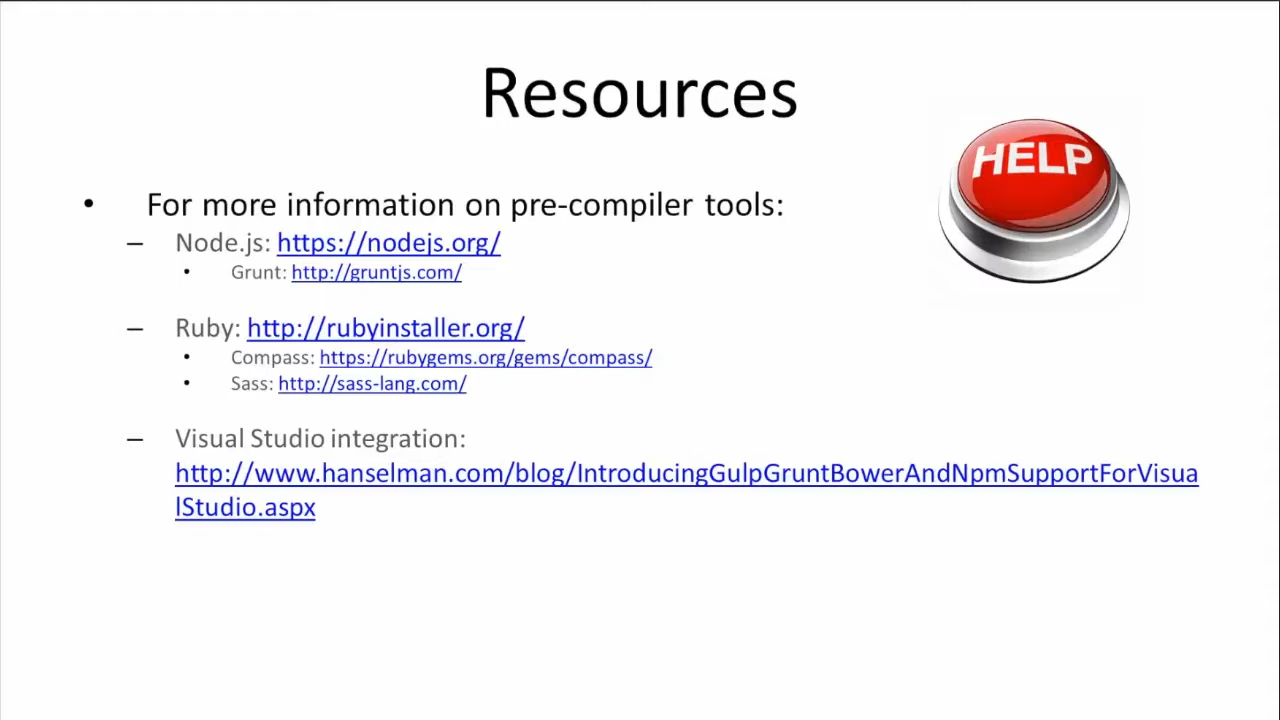 Resources
HELP
• For more information on pre-compiler tools:
– Node.js: https://nodejs.org/
• Grunt: http://gruntjs.com/
– Ruby: http://rubyinstaller.org/
• Compass: https://rubygems.org/gems/compass/
• Sass: http://sass-lang.com/
– Visual Studio integration:
http://www.hanselman.com/blog/IntroducingGulpGruntBowerAndNpmSupportForVisua
lStudio.aspx